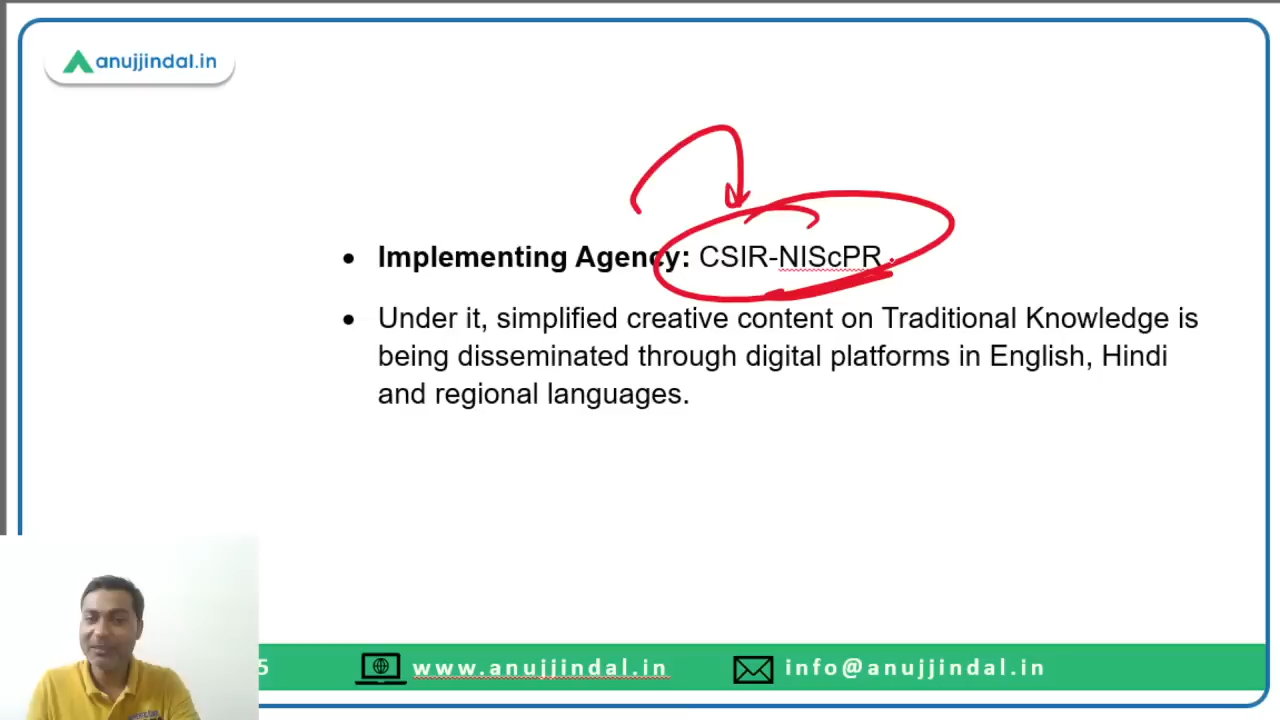 anujjindal.in
• Implementing Agency: CSIR-NIScPR.
• Under it, simplified creative content on Traditional Knowledge is
being disseminated through digital platforms in English, Hindi
and regional languages.
5 www.anujjindal.in info@anujjindal.in